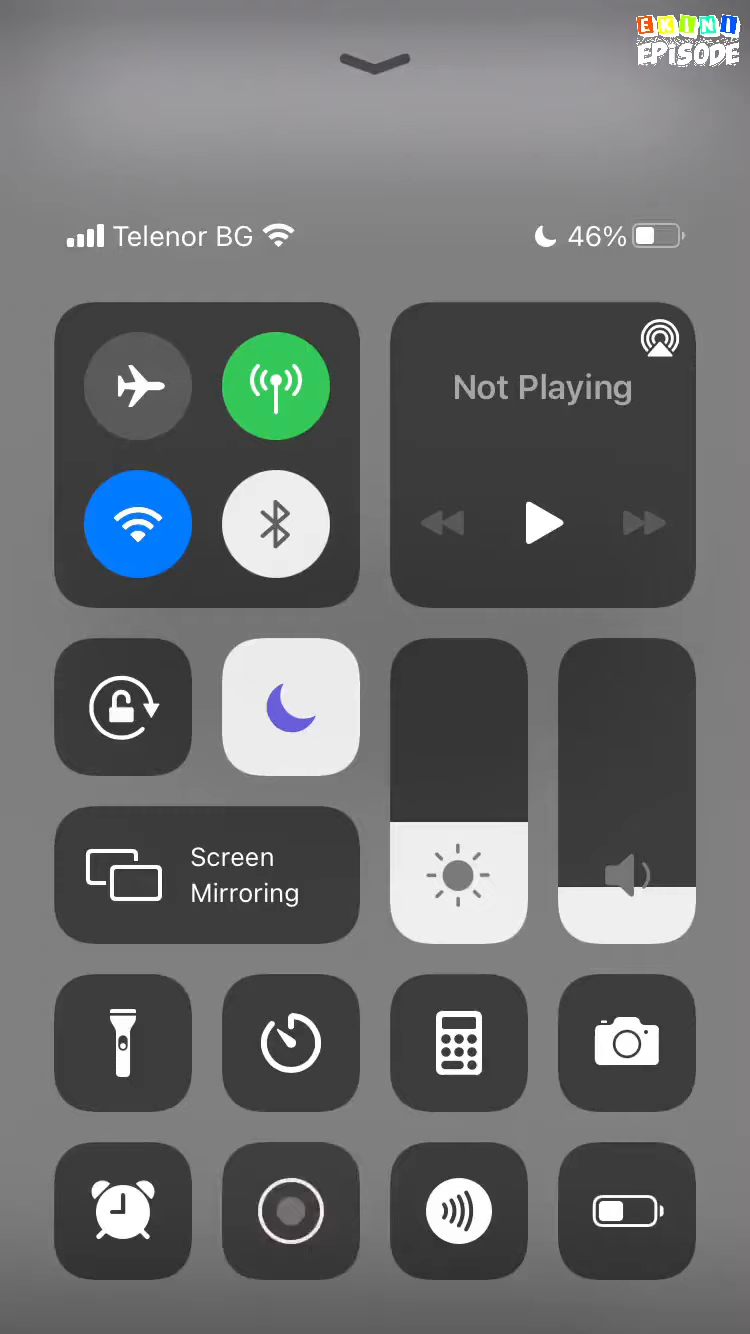 EKINI
EPISODE
Telenor BG
46%
Not Playing
Screen
Mirroring